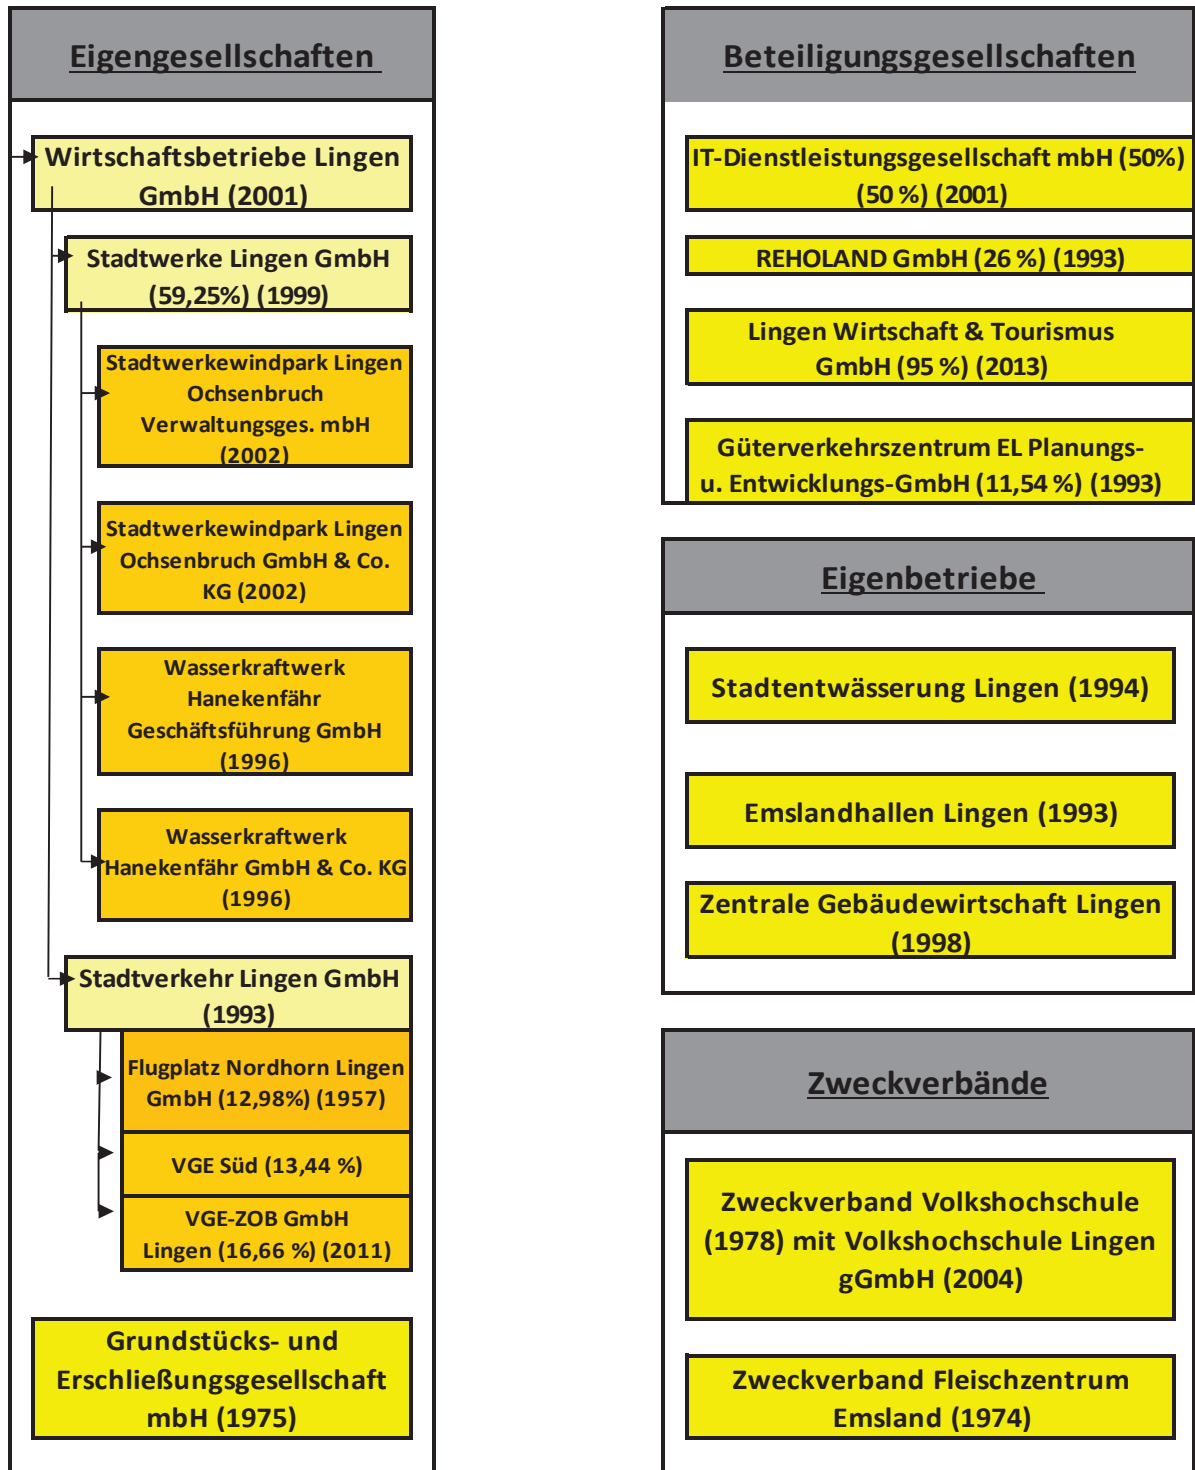 Eigengesellschaften
Wirtschaftsbetriebe Lingen
GmbH (2001)
Stadtwerke Lingen GmbH
(59,25%) (1999)
Stadtwerkewindpark Lingen
Ochsenbruch
Verwaltungsges. mbH
(2002)
Stadtwerkewindpark Lingen
Ochsenbruch GmbH & Co.
KG (2002)
Wasserkraftwerk
Hanekenfähr
Geschäftsführung GmbH
(1996)
Wasserkraftwerk
Hanekenfähr GmbH & Co. KG
(1996)
Stadtverkehr Lingen GmbH
(1993)
Flugplatz Nordhorn Lingen
GmbH (12,98%) (1957)
VGE Süd (13,44 %)
VGE-ZOB GmbH
Lingen (16,66 %) (2011)
Grundstücks- und
Erschließungsgesellschaft
mbH (1975)
Beteiligungsgesellschaften
IT-Dienstleistungsgesellschaft mbH (50%)
(50 %) (2001)
REHOLAND GmbH (26 %) (1993)
Lingen Wirtschaft & Tourismus
GmbH (95 %) (2013)
Güterverkehrszentrum EL Planungs-
u. Entwicklungs-GmbH (11,54 %) (1993)
Eigenbetriebe
Stadtentwässerung Lingen (1994)
Emslandhallen Lingen (1993)
Zentrale Gebäudewirtschaft Lingen
(1998)
Zweckverbände
Zweckverband Volkshochschule
(1978) mit Volkshochschule Lingen
gGmbH (2004)
Zweckverband Fleischzentrum
Emsland (1974)